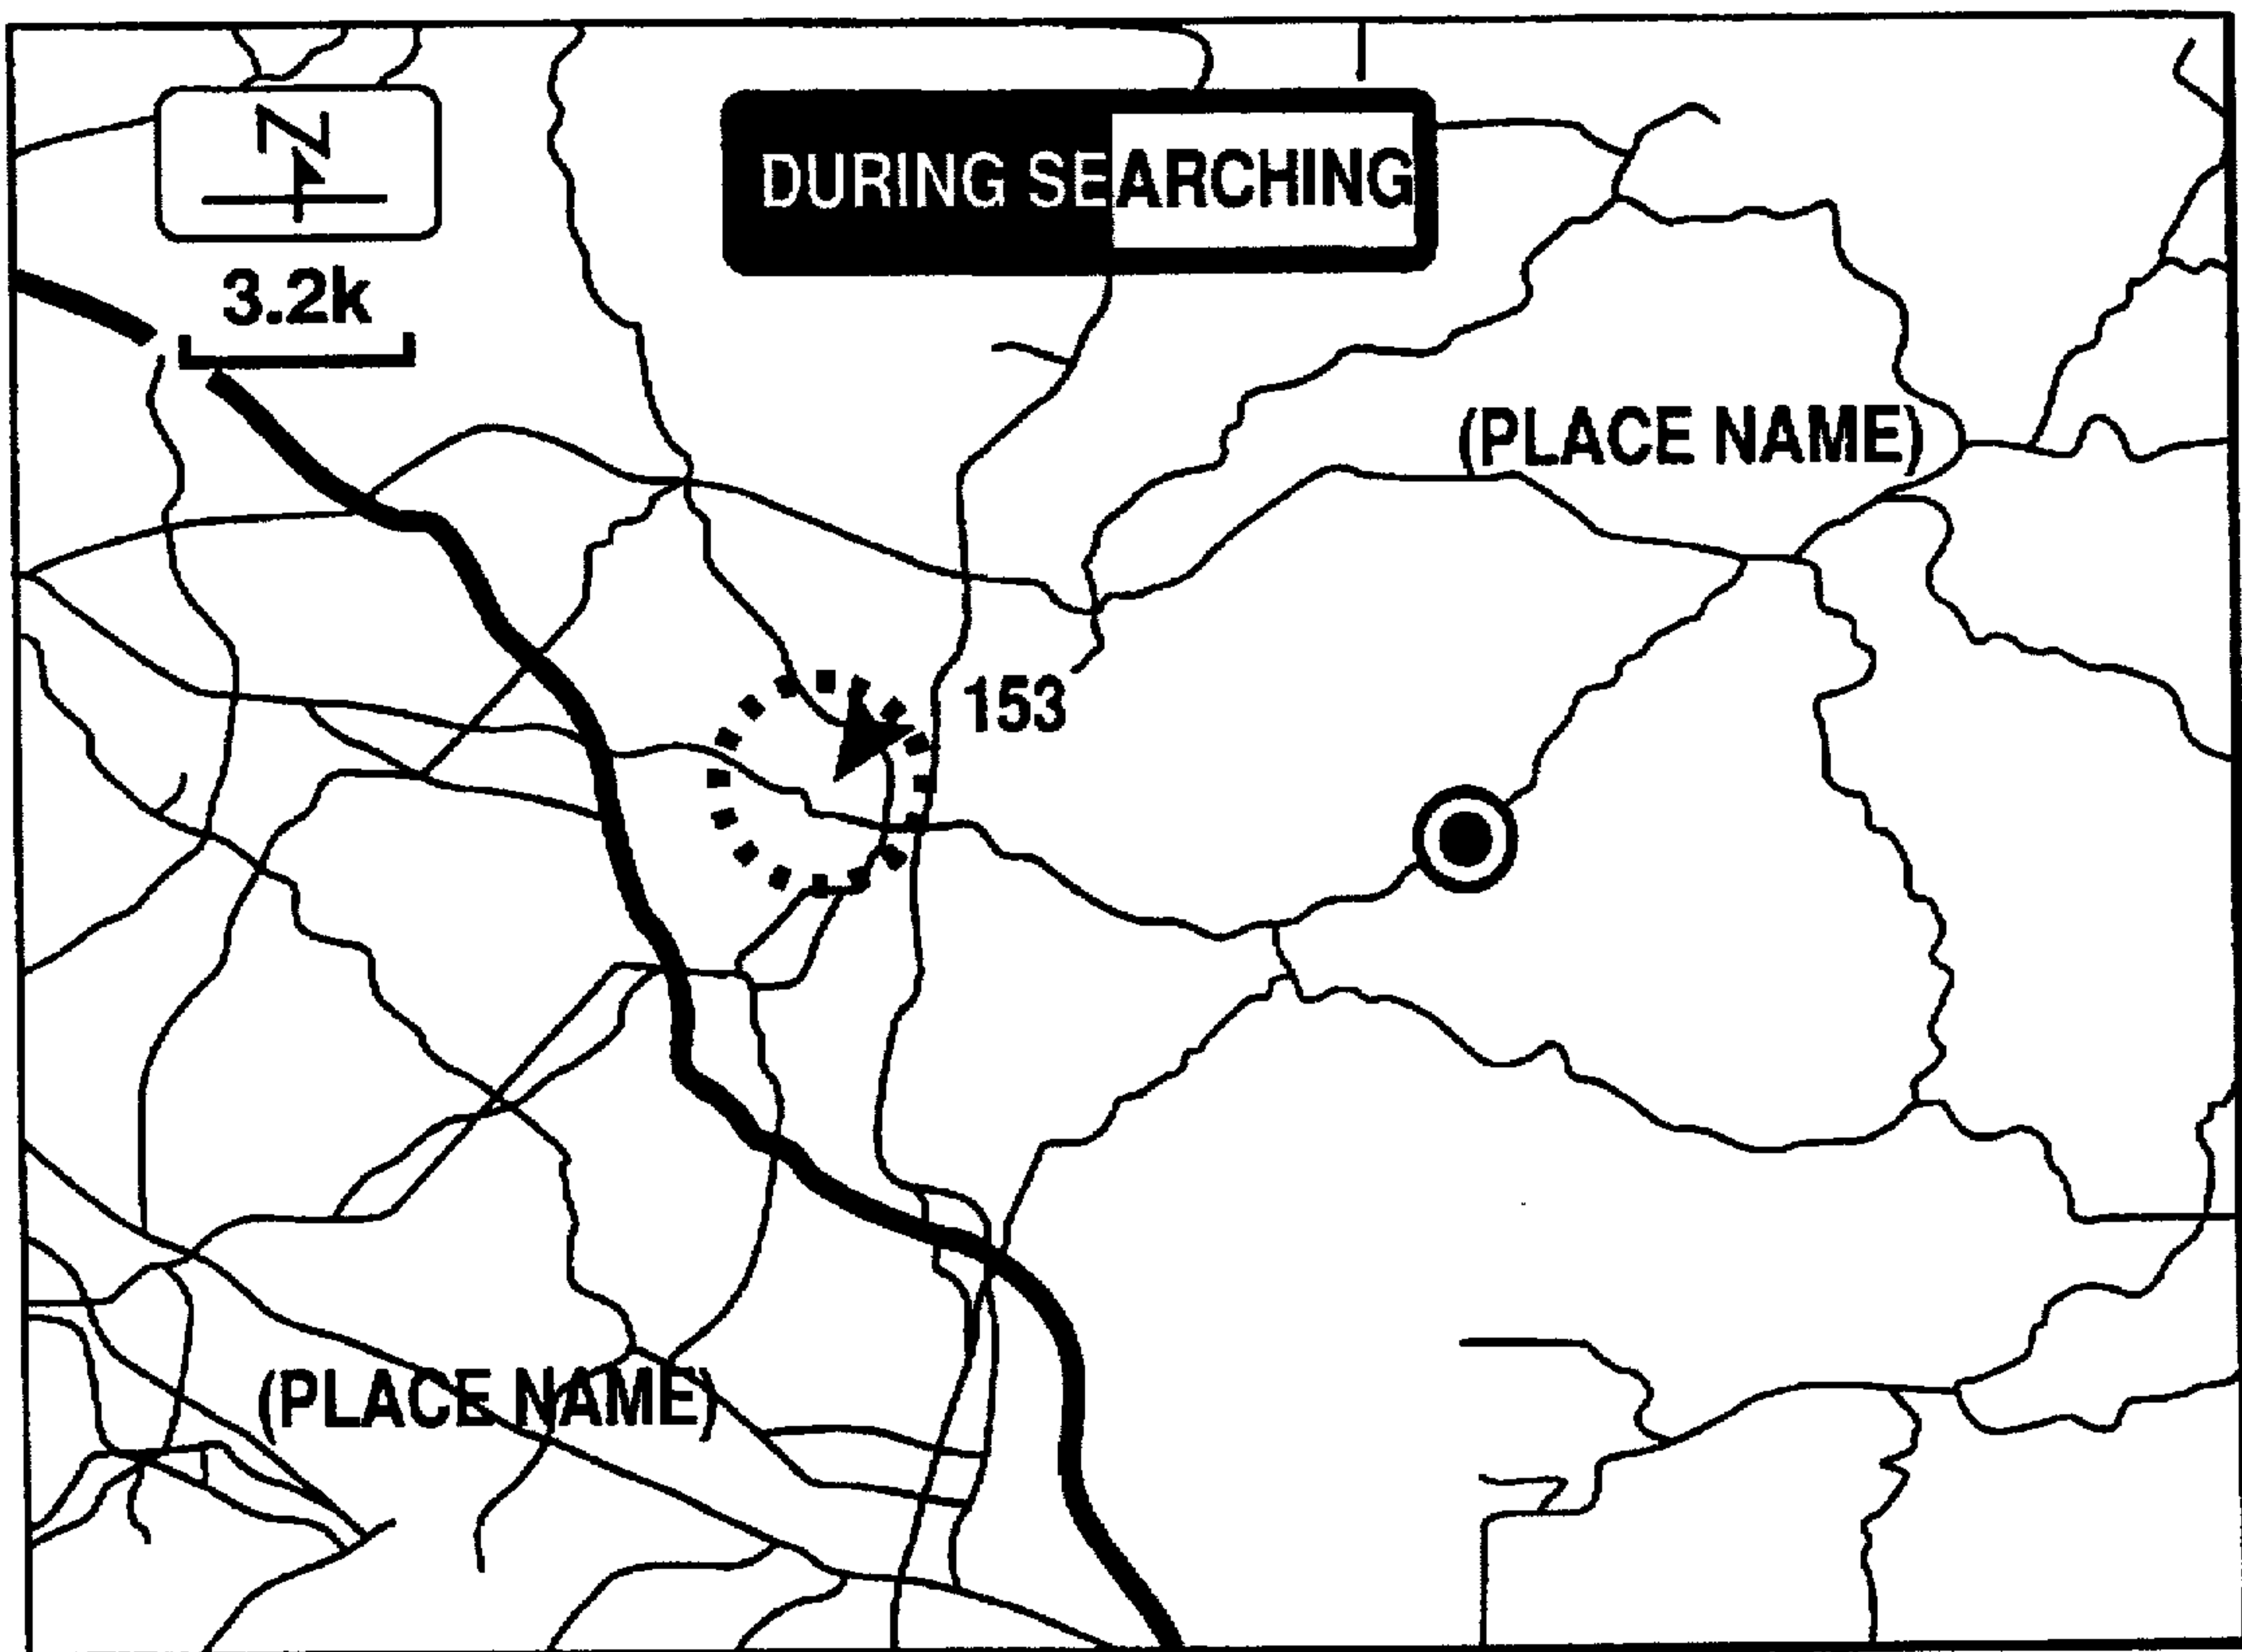 N
DURING SEARCHING
3.2k
(PLACE NAME)
153
(PLACE NAME)